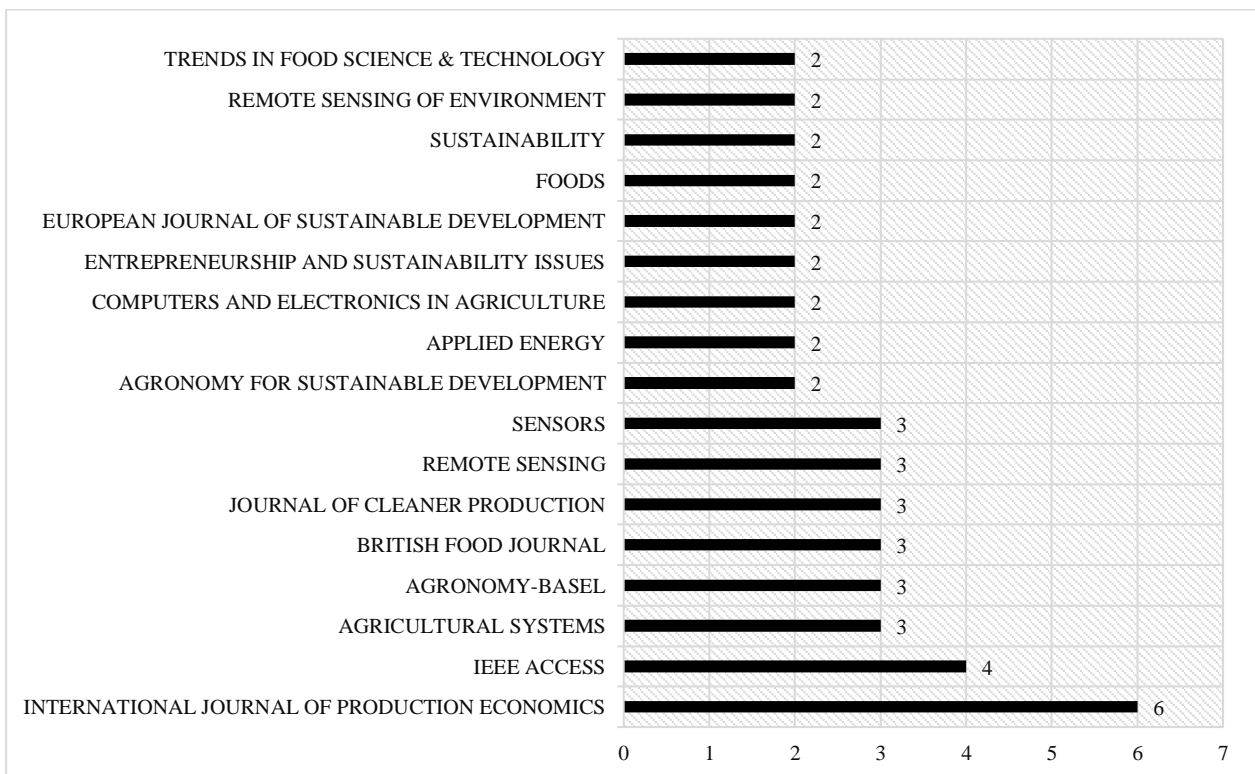 TRENDS IN FOOD SCIENCE & TECHNOLOGY 2
REMOTE SENSING OF ENVIRONMENT 2
SUSTAINABILITY 2
FOODS 2
EUROPEAN JOURNAL OF SUSTAINABLE DEVELOPMENT 2
ENTREPRENEURSHIP AND SUSTAINABILITY ISSUES 2
COMPUTERS AND ELECTRONICS IN AGRICULTURE 2
APPLIED ENERGY 2
AGRONOMY FOR SUSTAINABLE DEVELOPMENT 2
SENSORS 3
REMOTE SENSING 3
JOURNAL OF CLEANER PRODUCTION 3
BRITISH FOOD JOURNAL 3
AGRONOMY-BASEL 3
AGRICULTURAL SYSTEMS 3
IEEE ACCESS 4
INTERNATIONAL JOURNAL OF PRODUCTION ECONOMICS 6
0 1 2 3 4 5 6 7